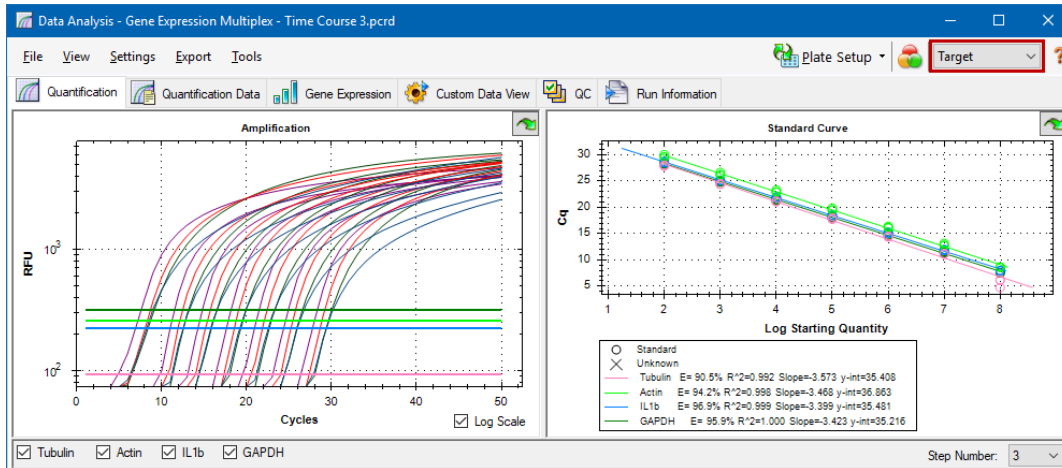 Data Analysis - Gene Expression Multiplex - Time Course 3.pcrd
File View Settings Export Tools Plate Setup Target ?
Quantification Quantification Data Gene Expression Custom Data View QC Run Information
Amplification
RFU
10^3
10^2
0 10 20 30 40 50
Cycles
Log Scale
Standard Curve
Cq
30
25
20
15
10
5
1 2 3 4 5 6 7 8
Log Starting Quantity
Standard
Unknown
Tubulin E= 90.5% R^2=0.992 Slope=-3.573 y-int=35.408
Actin E= 94.2% R^2=0.998 Slope=-3.468 y-int=36.863
IL1b E= 96.9% R^2=0.999 Slope=-3.399 y-int=35.481
GAPDH E= 95.9% R^2=1.000 Slope=-3.423 y-int=35.216
Tubulin Actin IL1b GAPDH Step Number: 3